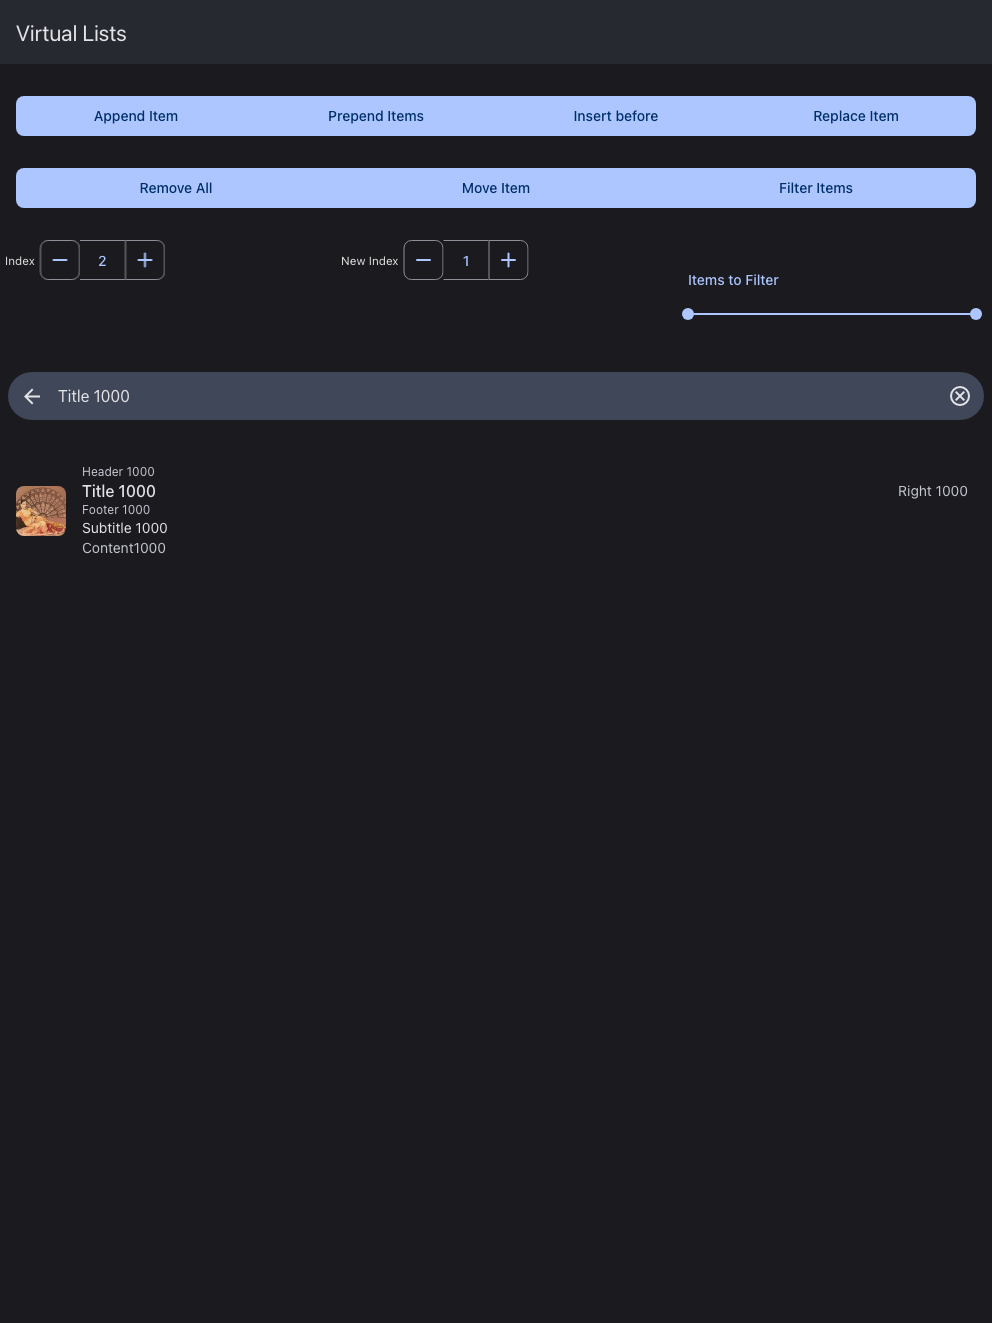 Virtual Lists
Append Item
Prepend Items
Insert before
Replace Item
Remove All
Move Item
Filter Items
Index
2
New Index
1
Items to Filter
Title 1000
Header 1000
Title 1000
Right 1000
Footer 1000
Subtitle 1000
Content1000